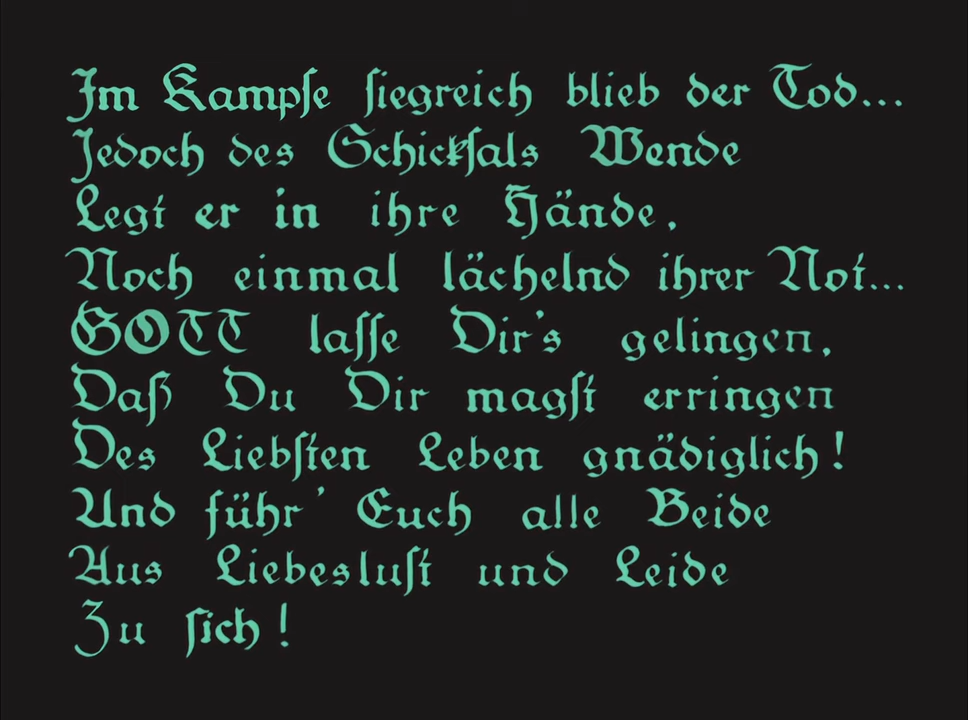 Im Kampfe siegreich blieb der Tod...
Jedoch des Schicksals Wende
Legt er in ihre Hände,
Noch einmal lächelnd ihrer Not...
GOTT lasse Dir's gelingen,
Daß Du Dir magst erringen
Des Liebsten Leben gnädiglich!
Und führ' Euch alle Beide
Aus Liebeslust und Leide
Zu sich!